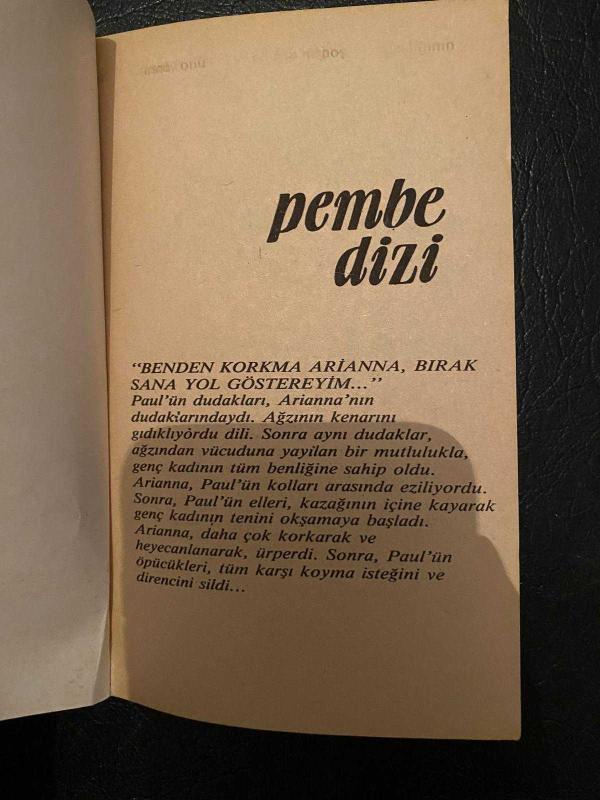 pembe
dizi
“BENDEN KORKMA ARİANNA, BIRAK
SANA YOL GÖSTEREYİM...”
Paul’ün dudakları, Arianna’nın
dudaklarındaydı. Ağzının kenarını
gıdıklıyordu dili. Sonra aynı dudaklar,
ağzından vücuduna yayılan bir mutlulukla,
genç kadının tüm benliğine sahip oldu.
Arianna, Paul’ün kolları arasında eziliyordu.
Sonra, Paul’ün elleri, kazağının içine kayarak
genç kadının tenini okşamaya başladı.
Arianna, daha çok korkarak ve
heyecanlanarak, ürperdi. Sonra, Paul’ün
öpücükleri, tüm karşı koyma isteğini ve
direncini sildi...